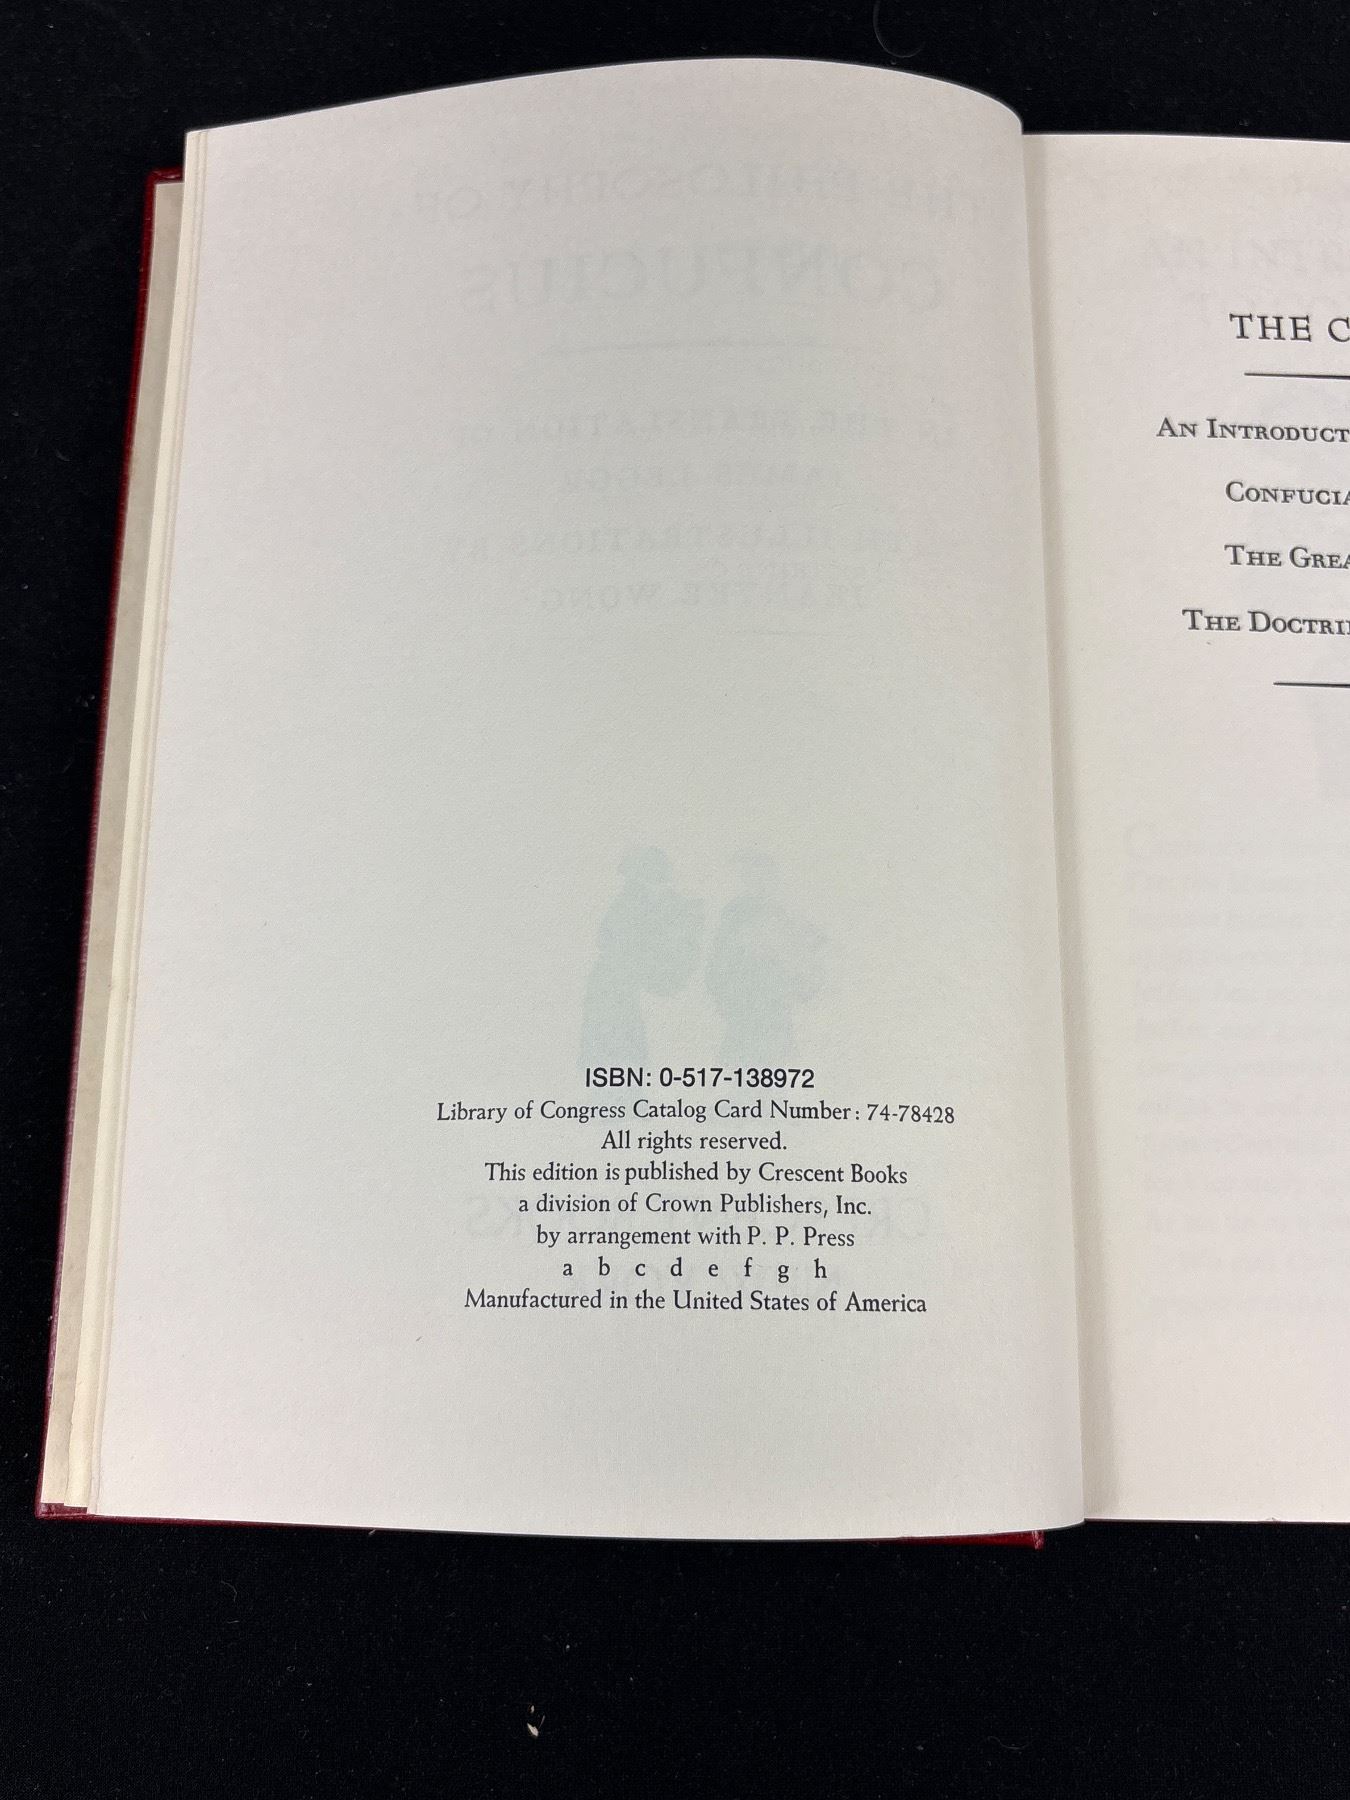 ISBN: 0-517-138972
Library of Congress Catalog Card Number: 74-78428
All rights reserved.
This edition is published by Crescent Books
a division of Crown Publishers, Inc.
by arrangement with P. P. Press
a b c d e f g h
Manufactured in the United States of America
THE C
AN INTRODUCT
CONFUCIA
THE GREA
THE DOCTRI